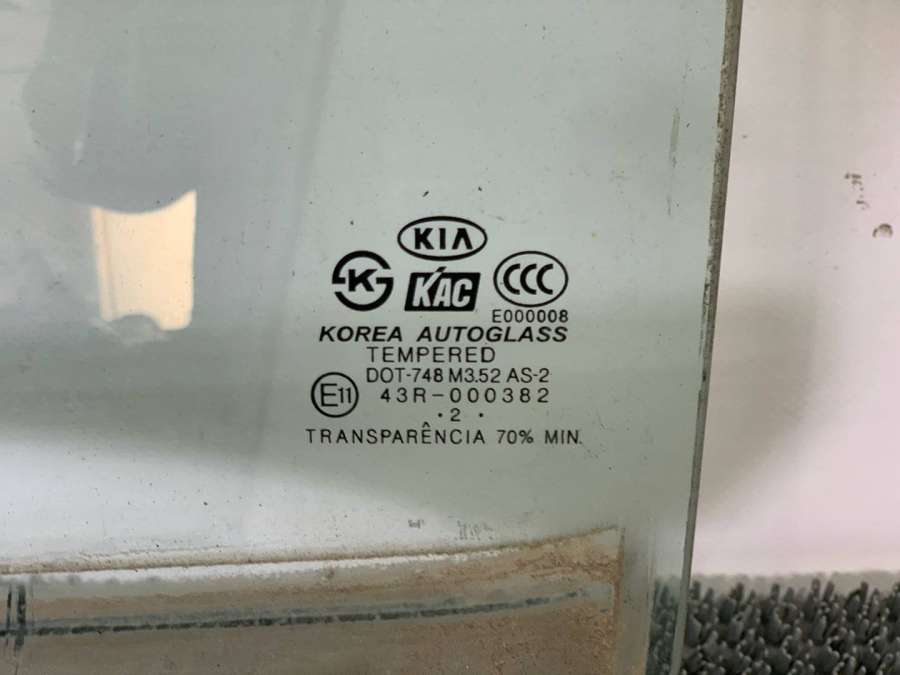 KIA
K KAC CCC
E000008
KOREA AUTOGLASS
TEMPERED
DOT-748 M3.52 AS-2
E11 43R-000382
·2·
TRANSPARÊNCIA 70% MIN.